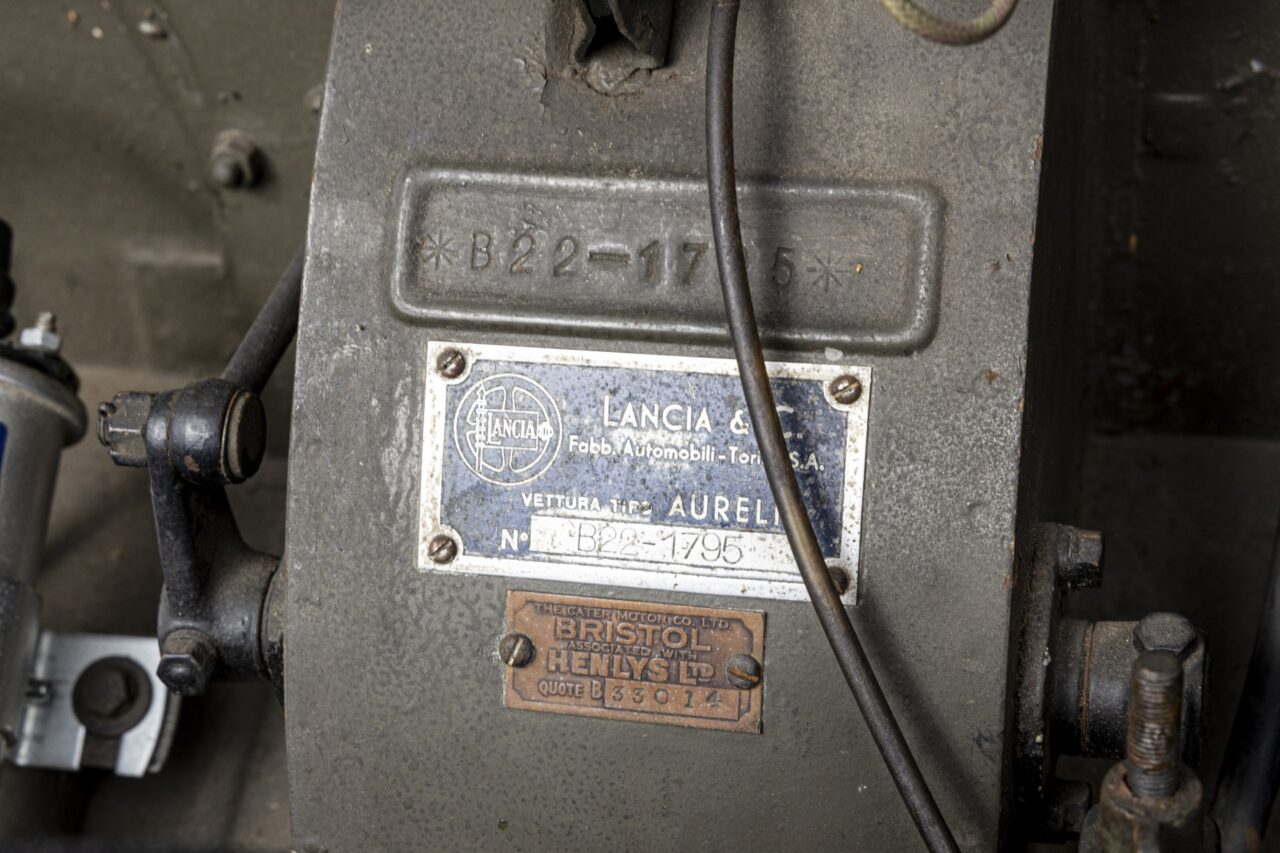 *B22-17 5*
LANCIA & C.
LANCIA
Fabb. Automobili - Tori S.A.
VETTURA TIPO AURELI
N° B22-1795
THE CATER MOTOR CO. LTD.
BRISTOL
ASSOCIATED WITH
HENLYS LTD
QUOTE B 33014